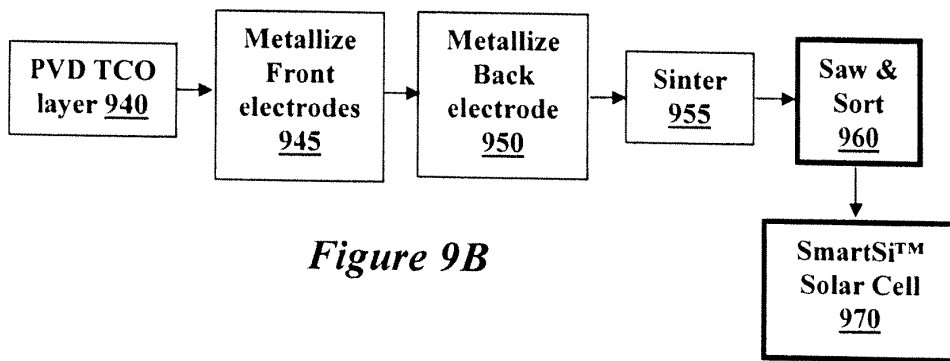 PVD TCO
layer 940
Metallize
Front
electrodes
945
Metallize
Back
electrode
950
Sinter
955
Saw &
Sort
960
SmartSi™
Solar Cell
970
Figure 9B